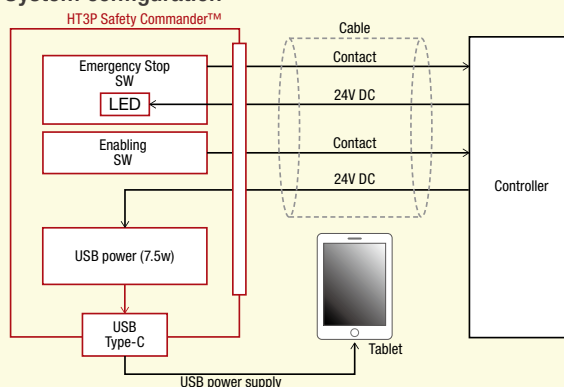 System configuration
HT3P Safety Commander™
Cable
Emergency Stop
SW
LED
Contact
24V DC
Enabling
SW
Contact
24V DC
Controller
USB power (7.5w)
USB
Type-C
Tablet
USB power supply